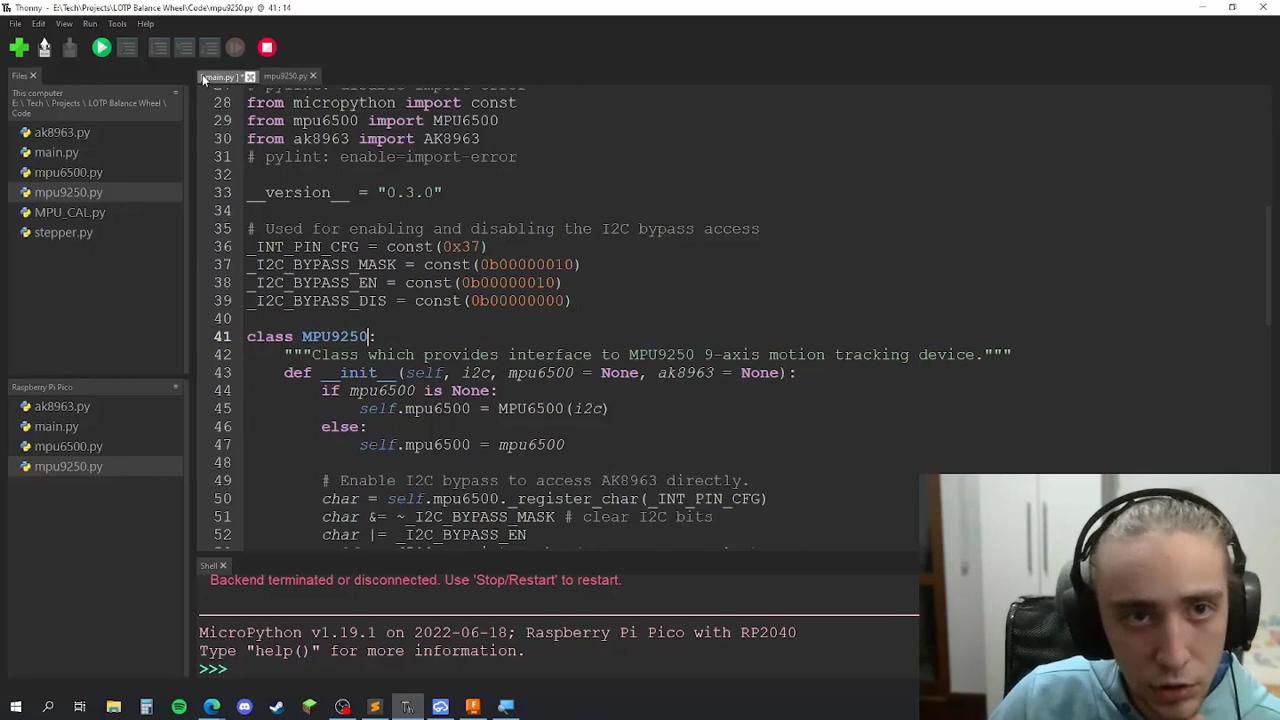 Thonny - E:\Tech\Projects\LOTP Balance Wheel\Code\mpu9250.py @ 41 : 14
File Edit View Run Tools Help
Files
This computer
E: \ Tech \ Projects \ LOTP Balance Wheel \
Code
ak8963.py
main.py
mpu6500.py
mpu9250.py
MPU_CAL.py
stepper.py
Raspberry Pi Pico
ak8963.py
main.py
mpu6500.py
mpu9250.py
[ main.py ] * mpu9250.py
28 from micropython import const
29 from mpu6500 import MPU6500
30 from ak8963 import AK8963
31 # pylint: enable=import-error
32
33 __version__ = "0.3.0"
34
35 # Used for enabling and disabling the I2C bypass access
36 _INT_PIN_CFG = const(0x37)
37 _I2C_BYPASS_MASK = const(0b00000010)
38 _I2C_BYPASS_EN = const(0b00000010)
39 _I2C_BYPASS_DIS = const(0b00000000)
40
41 class MPU9250:
42 """Class which provides interface to MPU9250 9-axis motion tracking device."""
43 def __init__(self, i2c, mpu6500 = None, ak8963 = None):
44 if mpu6500 is None:
45 self.mpu6500 = MPU6500(i2c)
46 else:
47 self.mpu6500 = mpu6500
48
49 # Enable I2C bypass to access AK8963 directly.
50 char = self.mpu6500._register_char(_INT_PIN_CFG)
51 char &= ~_I2C_BYPASS_MASK # clear I2C bits
52 char |= _I2C_BYPASS_EN
Shell
Backend terminated or disconnected. Use 'Stop/Restart' to restart.
MicroPython v1.19.1 on 2022-06-18; Raspberry Pi Pico with RP2040
Type "help()" for more information.
>>>